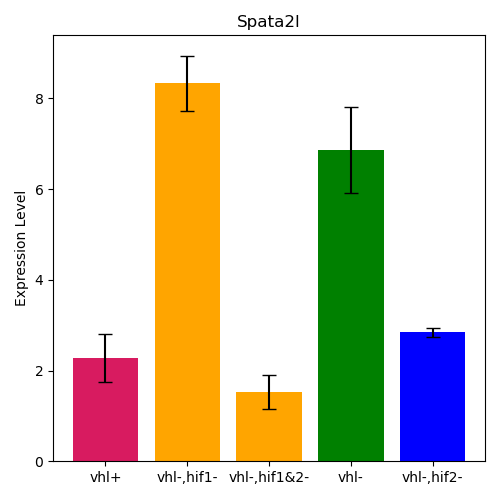 Spata2l
Expression Level
8
6
4
2
0
vhl+
vhl-,hif1-
vhl-,hif1&2-
vhl-
vhl-,hif2-